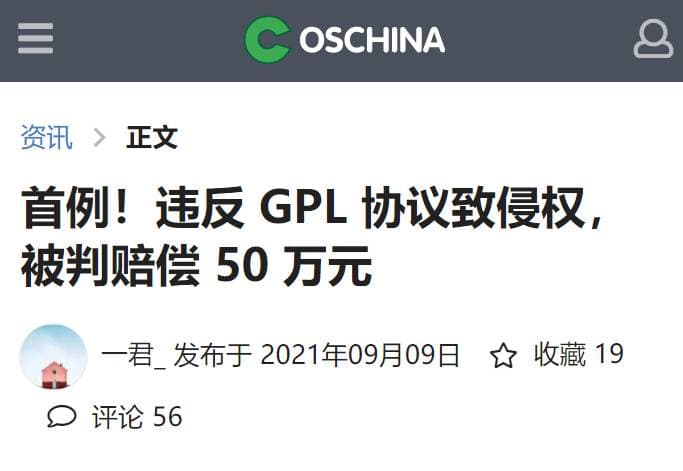 OSCHINA
资讯 > 正文
首例！违反 GPL 协议致侵权，
被判赔偿 50 万元
一君_ 发布于 2021年09月09日 收藏 19
评论 56